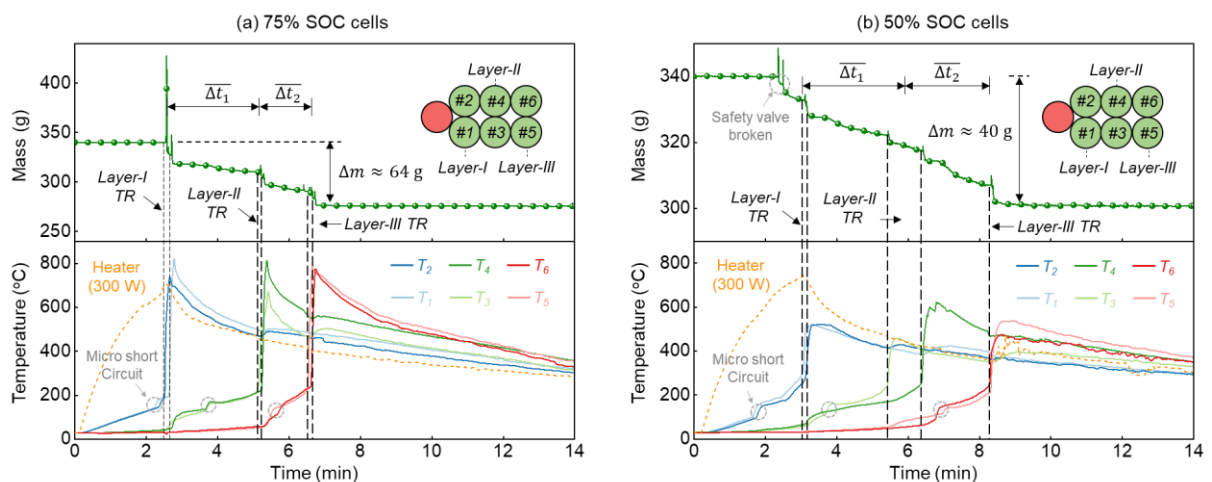 (a) 75% SOC cells
Mass (g)
400
350
300
250
Layer-II
#2 #4 #6
#1 #3 #5
Layer-I Layer-III
Δt₁ Δt₂
Δm ≈ 64 g
Layer-I
TR
Layer-II
TR
Layer-III TR
Temperature (°C)
800
600
400
200
0
Heater
(300 W)
T₂ T₄ T₆
T₁ T₃ T₅
Micro short
Circuit
0 2 4 6 8 10 12 14
Time (min)
(b) 50% SOC cells
Mass (g)
340
320
300
Layer-II
#2 #4 #6
#1 #3 #5
Layer-I Layer-III
Δt₁ Δt₂
Safety valve
broken
Δm ≈ 40 g
Layer-I
TR
Layer-II
TR
Layer-III TR
Temperature (°C)
800
600
400
200
0
Heater
(300 W)
T₂ T₄ T₆
T₁ T₃ T₅
Micro short
Circuit
0 2 4 6 8 10 12 14
Time (min)